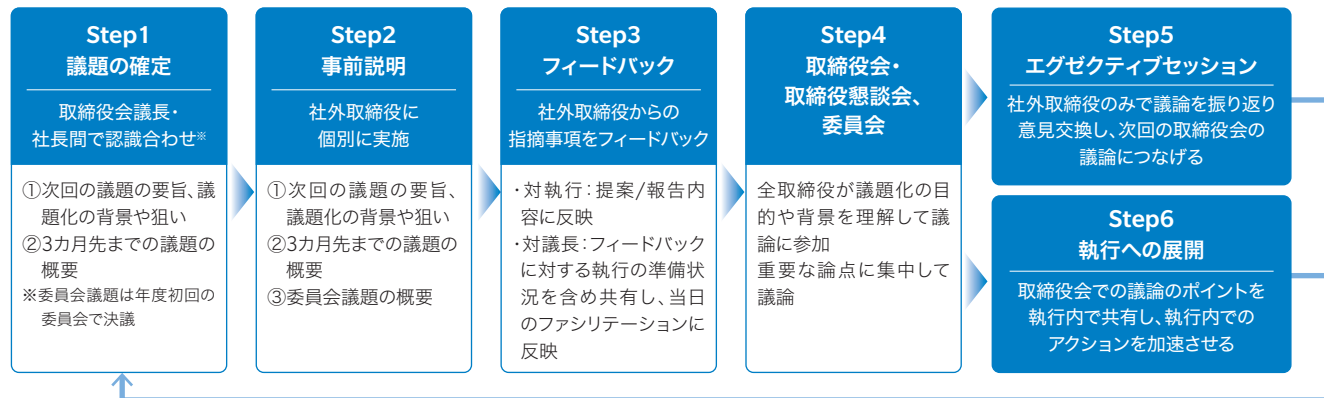 Step1
議題の確定
取締役会議長・
社長間で認識合わせ※
①次回の議題の要旨、議
題化の背景や狙い
②3カ月先までの議題の
概要
※委員会議題は年度初回の
委員会で決議
Step2
事前説明
社外取締役に
個別に実施
①次回の議題の要旨、
議題化の背景や狙い
②3カ月先までの議題の
概要
③委員会議題の概要
Step3
フィードバック
社外取締役からの
指摘事項をフィードバック
・対執行：提案/報告内
容に反映
・対議長：フィードバック
に対する執行の準備状
況を含め共有し、当日
のファシリテーションに
反映
Step4
取締役会・
取締役懇談会、
委員会
全取締役が議題化の目
的や背景を理解して議
論に参加
重要な論点に集中して
議論
Step5
エグゼクティブセッション
社外取締役のみで議論を振り返り
意見交換し、次回の取締役会の
議論につなげる
Step6
執行への展開
取締役会での議論のポイントを
執行内で共有し、執行内での
アクションを加速させる